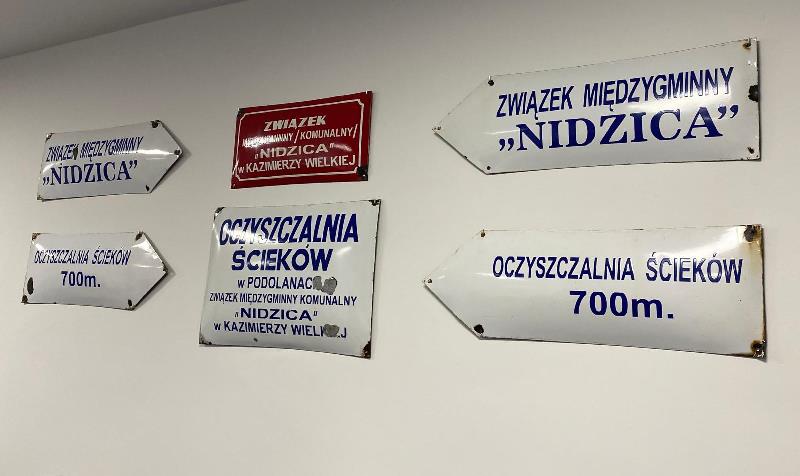 ZWIĄZEK MIĘDZYGMINNY
„NIDZICA”
ZWIĄZEK
MIĘDZYGMINNY/KOMUNALNY/
„NIDZICA”
W KAZIMIERZY WIELKIEJ
ZWIĄZEK MIĘDZYGMINNY
„NIDZICA”
OCZYSZCZALNIA ŚCIEKÓW
700m.
OCZYSZCZALNIA
ŚCIEKÓW
W PODOLANACH
ZWIĄZEK MIĘDZYGMINNY KOMUNALNY
„NIDZICA”
W KAZIMIERZY WIELKIEJ
OCZYSZCZALNIA ŚCIEKÓW
700m.